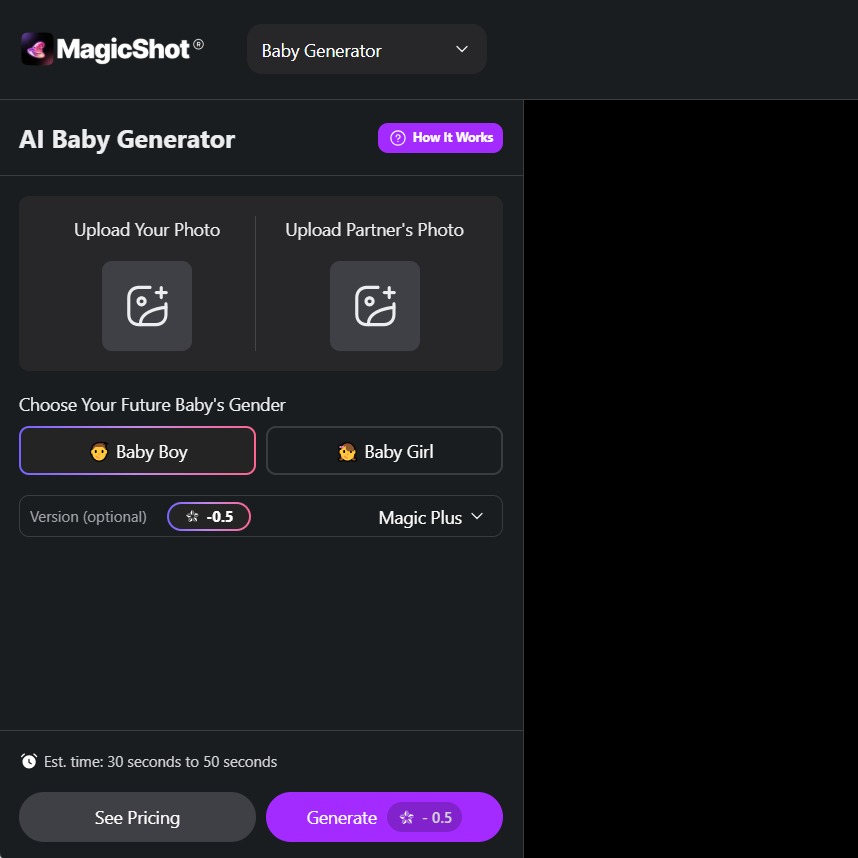 MagicShot®
Baby Generator
AI Baby Generator
How It Works
Upload Your Photo
Upload Partner's Photo
Choose Your Future Baby's Gender
Baby Boy
Baby Girl
Version (optional) -0.5 Magic Plus
Est. time: 30 seconds to 50 seconds
See Pricing
Generate - 0.5